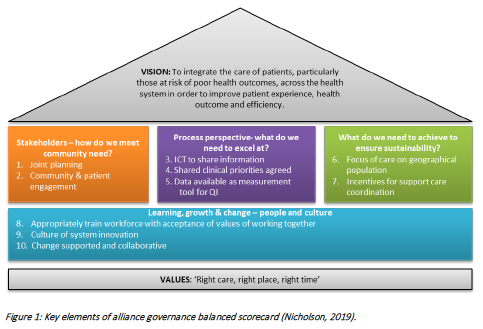 VISION: To integrate the care of patients, particularly
those at risk of poor health outcomes, across the health
system in order to improve patient experience, health
outcome and efficiency.
Stakeholders – how do we meet
community need?
1. Joint planning
2. Community & patient
engagement
Process perspective- what do we
need to excel at?
3. ICT to share information
4. Shared clinical priorities agreed
5. Data available as measurement
tool for QI
What do we need to achieve to
ensure sustainability?
6. Focus of care on geographical
population
7. Incentives for support care
coordination
Learning, growth & change – people and culture
8. Appropriately train workforce with acceptance of values of working together
9. Culture of system innovation
10. Change supported and collaborative
VALUES: ‘Right care, right place, right time’
Figure 1: Key elements of alliance governance balanced scorecard (Nicholson, 2019).